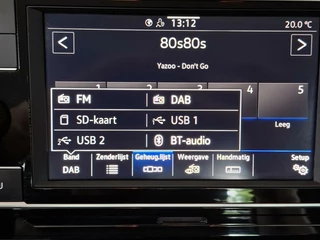 13:12
20.0 °C
80s80s
Yazoo - Don't Go
1 2 3 4 5
FM DAB
SD-kaart USB 1
USB 2 BT-audio
Leeg
Band Zenderlijst Geheug.lijst Weergave Handmatig Setup
DAB